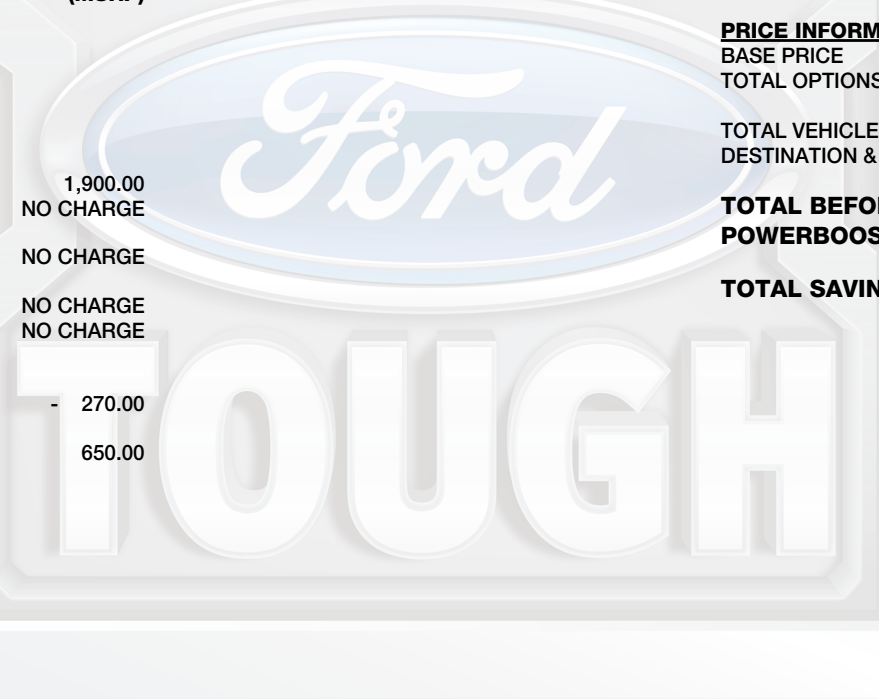 (MSRP)
1,900.00
NO CHARGE
NO CHARGE
NO CHARGE
NO CHARGE
- 270.00
650.00
PRICE INFORM
BASE PRICE
TOTAL OPTIONS
TOTAL VEHICLE
DESTINATION &
TOTAL BEFO
POWERBOOS
TOTAL SAVIN
Ford
TOUGH